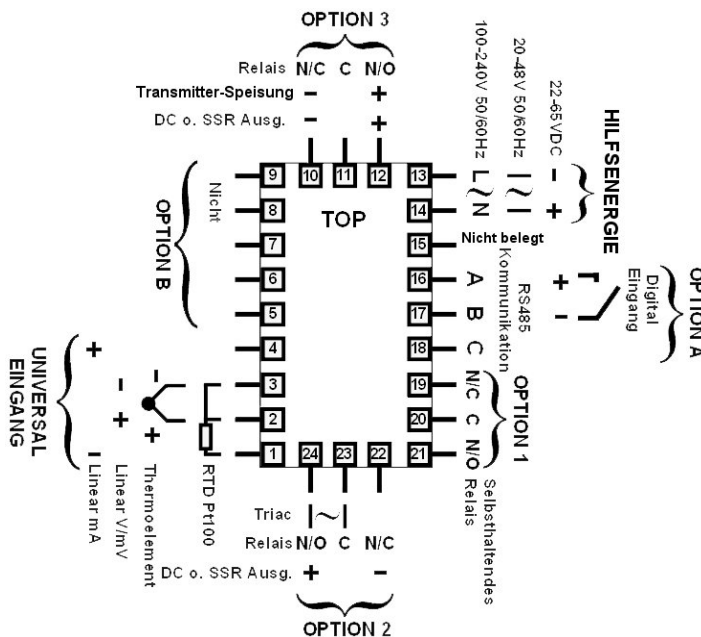 OPTION 3
Relais N/C C N/O
Transmitter-Speisung − +
DC o. SSR Ausg. − +
100-240V 50/60Hz L ~ N
20-48V 50/60Hz ~
22-65VDC − +
HILFSENERGIE
9 10 11 12 13
8 TOP 14
7 15
6 16
5 17
4 18
3 19
2 20
1 24 23 22 21
Nicht
OPTION B
Nicht belegt
RS485
Kommunikation
A
B
C
+ −
Digital
Eingang
OPTION A
N/C
C
N/O
OPTION 1
Selbsthaltendes
Relais
UNIVERSAL
EINGANG
+ − Linear mA
− + Linear V/mV
− + Thermoelement
RTD Pt100
Triac ~
Relais N/O C N/C
DC o. SSR Ausg. + −
OPTION 2